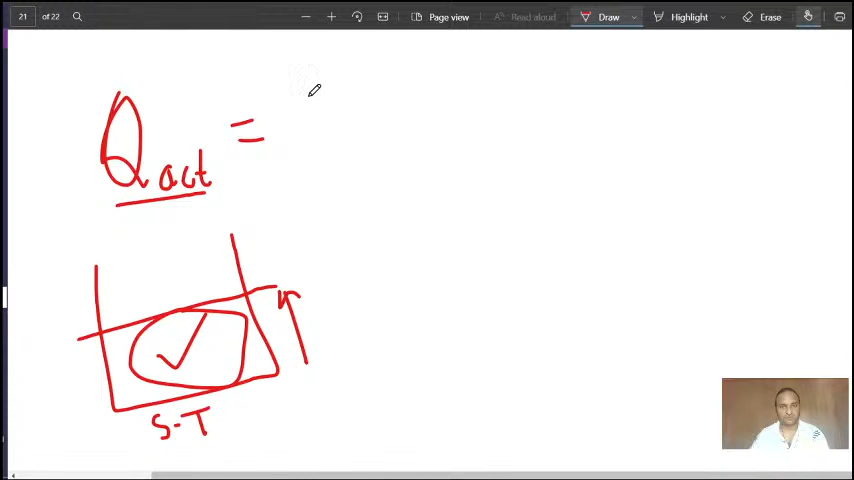 21 of 22 Page view Read aloud Draw Highlight Erase
Qact =
S-T